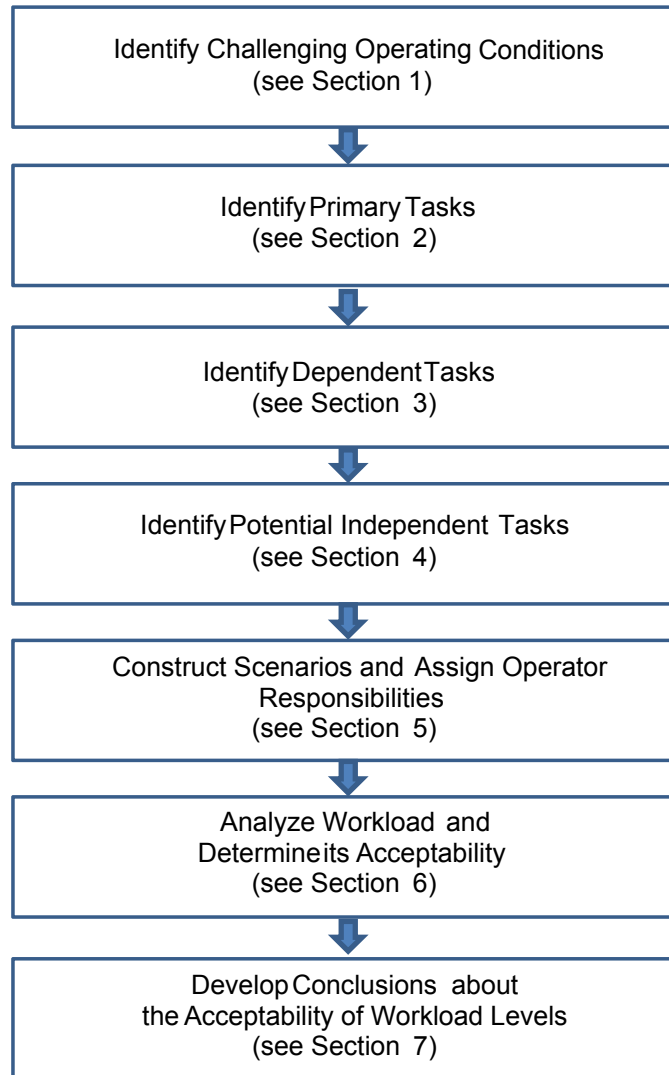 Identify Challenging Operating Conditions
(see Section 1)
Identify Primary Tasks
(see Section 2)
Identify Dependent Tasks
(see Section 3)
Identify Potential Independent Tasks
(see Section 4)
Construct Scenarios and Assign Operator
Responsibilities
(see Section 5)
Analyze Workload and
Determine its Acceptability
(see Section 6)
Develop Conclusions about
the Acceptability of Workload Levels
(see Section 7)